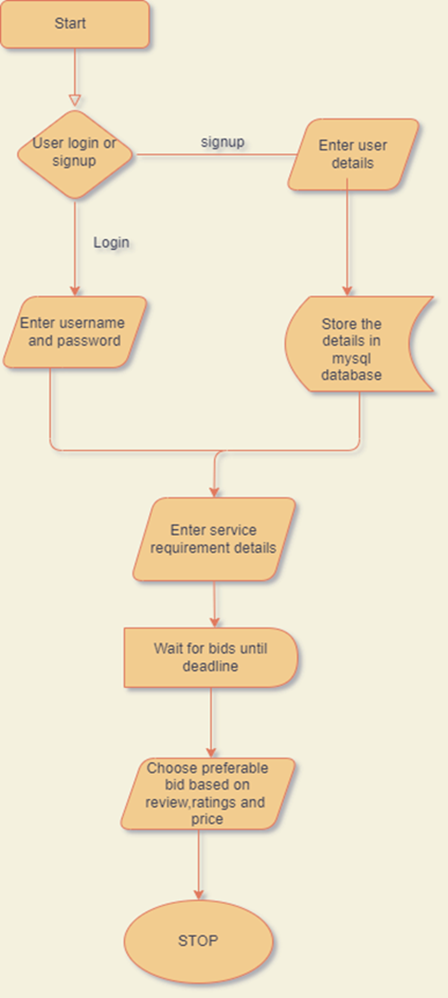 Start
User login or
signup
signup
Enter user
details
Login
Enter username
and password
Store the
details in
mysql
database
Enter service
requirement details
Wait for bids until
deadline
Choose preferable
bid based on
review,ratings and
price
STOP